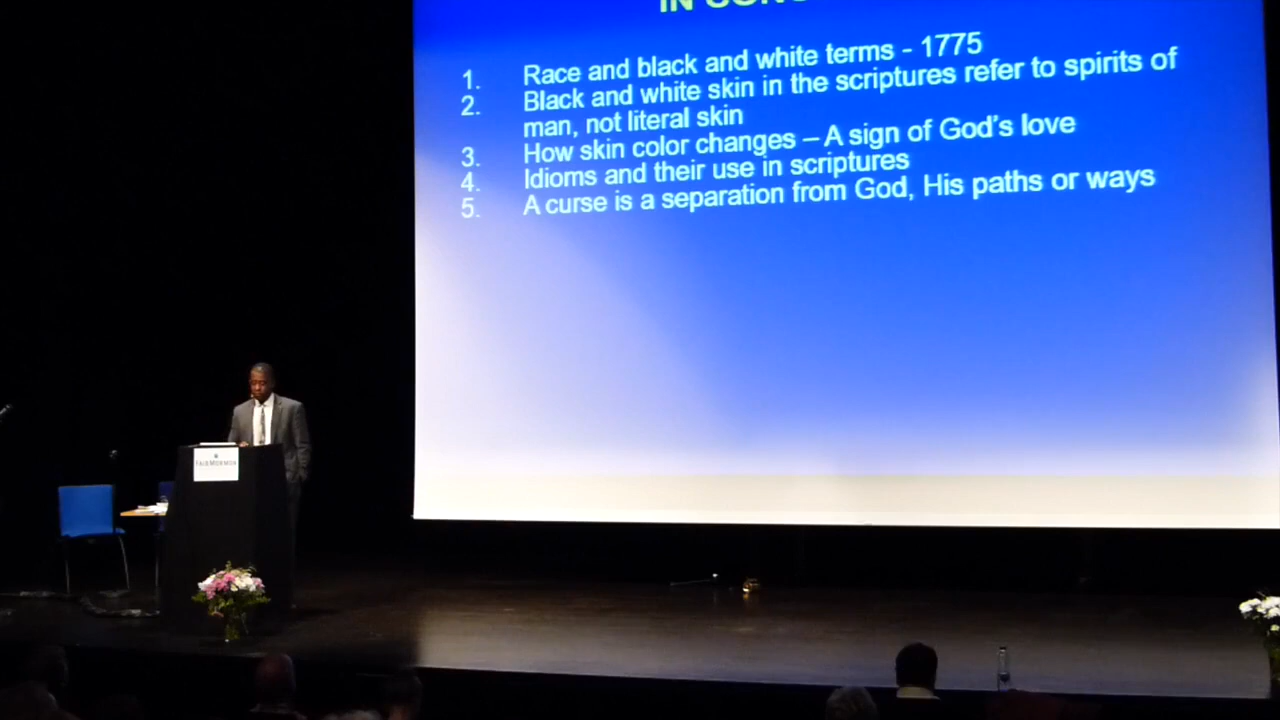 IN
1. Race and black and white terms - 1775
2. Black and white skin in the scriptures refer to spirits of
man, not literal skin
3. How skin color changes – A sign of God's love
4. Idioms and their use in scriptures
5. A curse is a separation from God, His paths or ways
FAIRMORMON